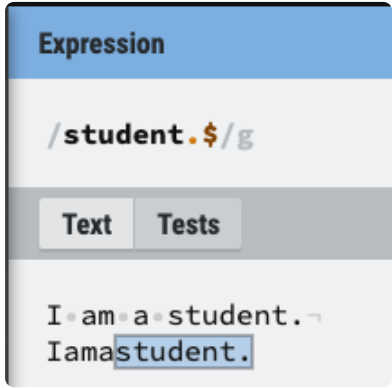 Expression
/student.$/g
Text Tests
I•am•a•student.¬
Iamastudent.